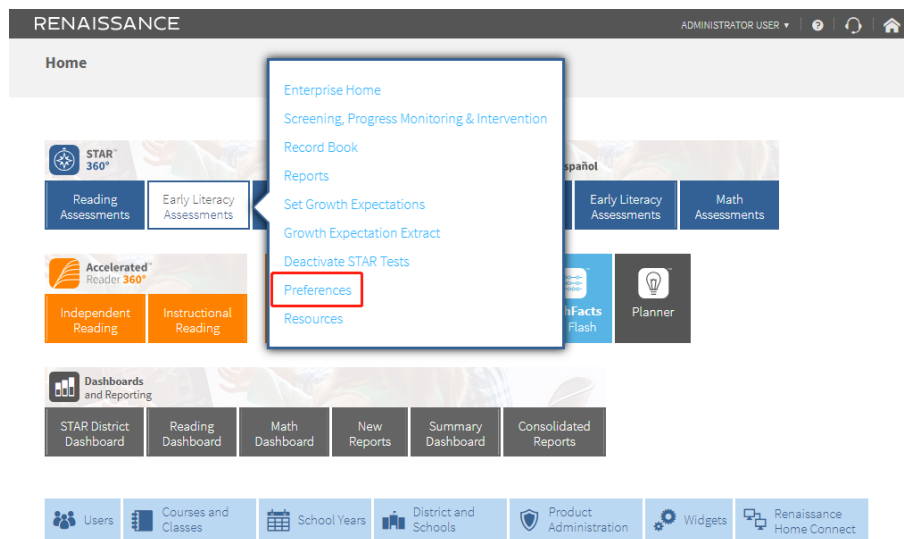 RENAISSANCE
ADMINISTRATOR USER ▾
Home
Enterprise Home
Screening, Progress Monitoring & Intervention
Record Book
Reports
Set Growth Expectations
Growth Expectation Extract
Deactivate STAR Tests
Preferences
Resources
STAR™
360°
Reading
Assessments
Early Literacy
Assessments
español
Early Literacy
Assessments
Math
Assessments
Accelerated™
Reader 360°
Independent
Reading
Instructional
Reading
hFacts
Flash
Planner
Dashboards
and Reporting
STAR District
Dashboard
Reading
Dashboard
Math
Dashboard
New
Reports
Summary
Dashboard
Consolidated
Reports
Users
Courses and
Classes
School Years
District and
Schools
Product
Administration
Widgets
Renaissance
Home Connect